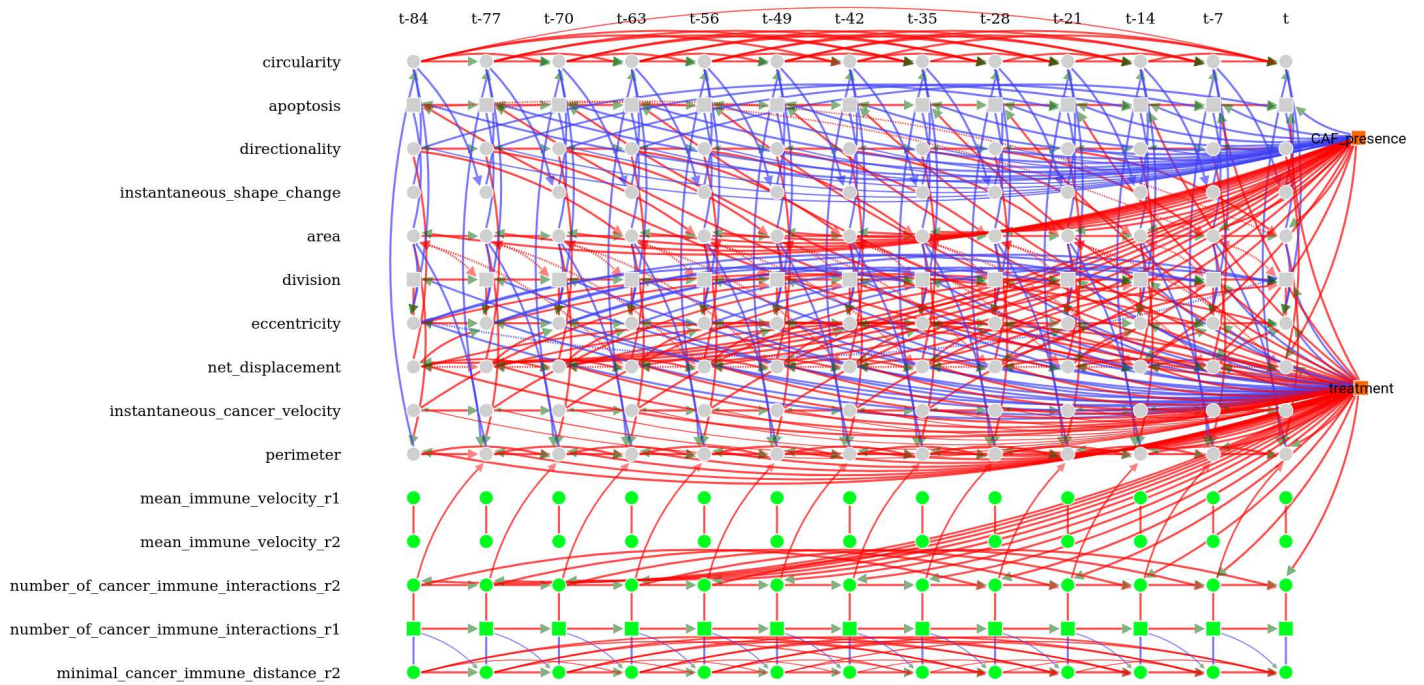 t-84 t-77 t-70 t-63 t-56 t-49 t-42 t-35 t-28 t-21 t-14 t-7 t
circularity
apoptosis
CAF_presence
directionality
instantaneous_shape_change
area
division
eccentricity
net_displacement
treatment
instantaneous_cancer_velocity
perimeter
mean_immune_velocity_r1
mean_immune_velocity_r2
number_of_cancer_immune_interactions_r2
number_of_cancer_immune_interactions_r1
minimal_cancer_immune_distance_r2